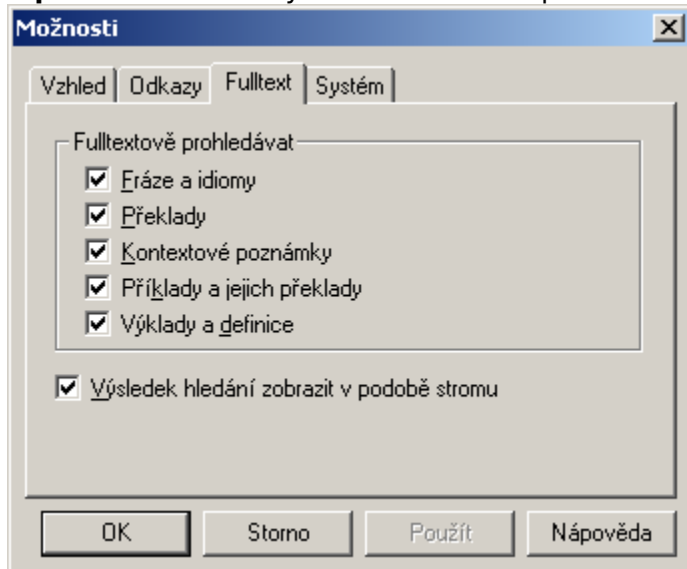 Možnosti
Vzhled Odkazy Fulltext Systém
Fulltextově prohledávat
Fráze a idiomy
Překlady
Kontextové poznámky
Příklady a jejich překlady
Výklady a definice
Výsledek hledání zobrazit v podobě stromu
OK Storno Použít Nápověda